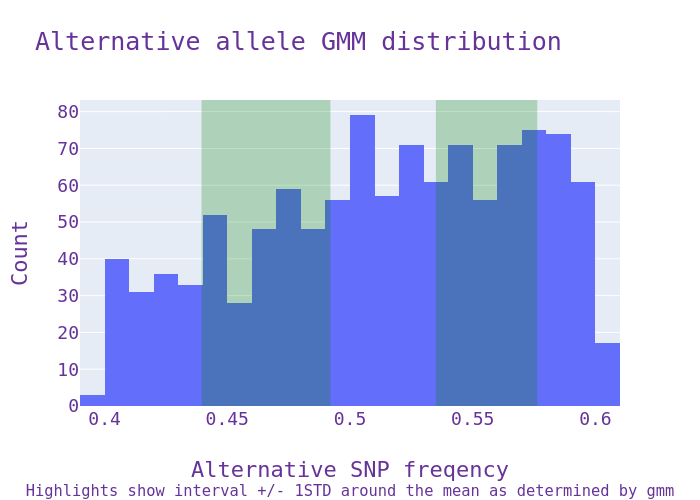 Alternative allele GMM distribution
80
70
60
50
40
30
20
10
0
Count
0.4 0.45 0.5 0.55 0.6
Alternative SNP freqency
Highlights show interval +/- 1STD around the mean as determined by gmm